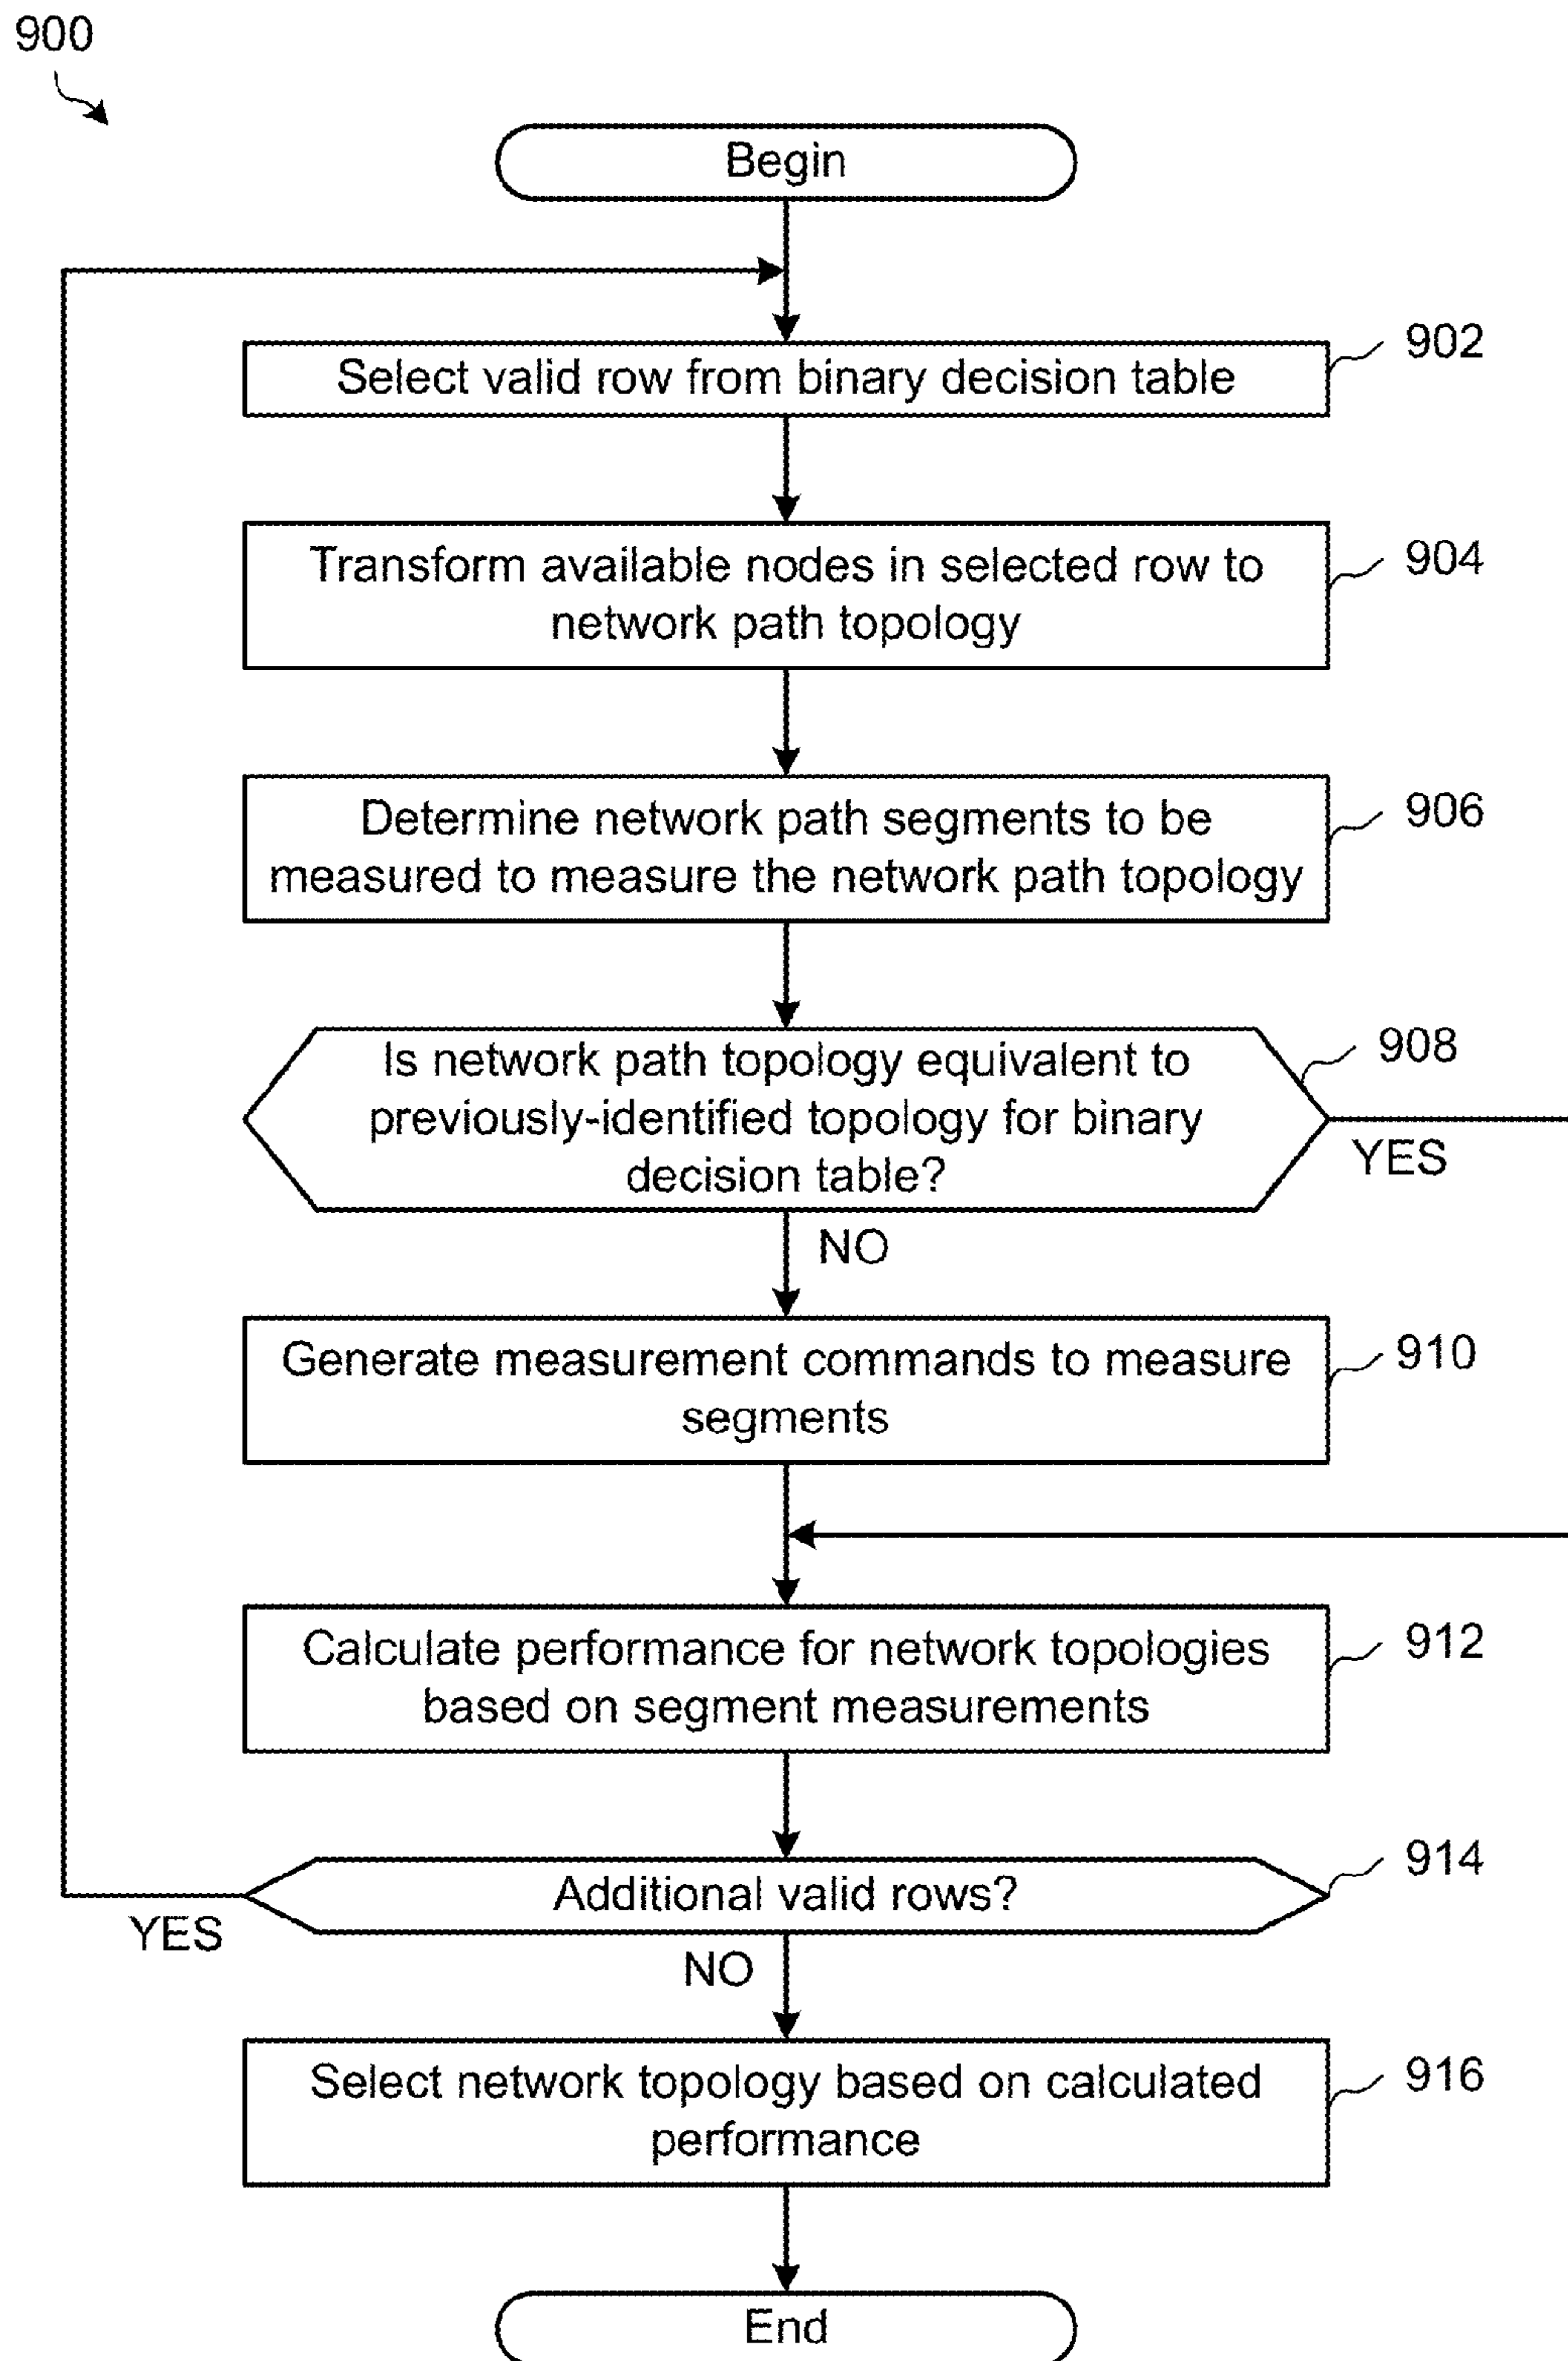 900
Begin
Select valid row from binary decision table
902
Transform available nodes in selected row to
network path topology
904
Determine network path segments to be
measured to measure the network path topology
906
Is network path topology equivalent to
previously-identified topology for binary
decision table?
908
YES
NO
Generate measurement commands to measure
segments
910
Calculate performance for network topologies
based on segment measurements
912
Additional valid rows?
914
YES
NO
Select network topology based on calculated
performance
916
End